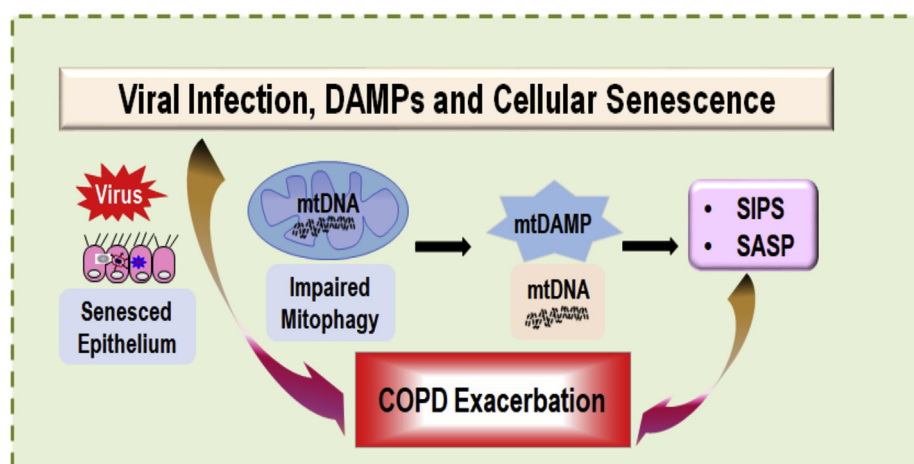 Viral Infection, DAMPs and Cellular Senescence
Virus
Senesced
Epithelium
mtDNA
Impaired
Mitophagy
mtDAMP
mtDNA
• SIPS
• SASP
COPD Exacerbation